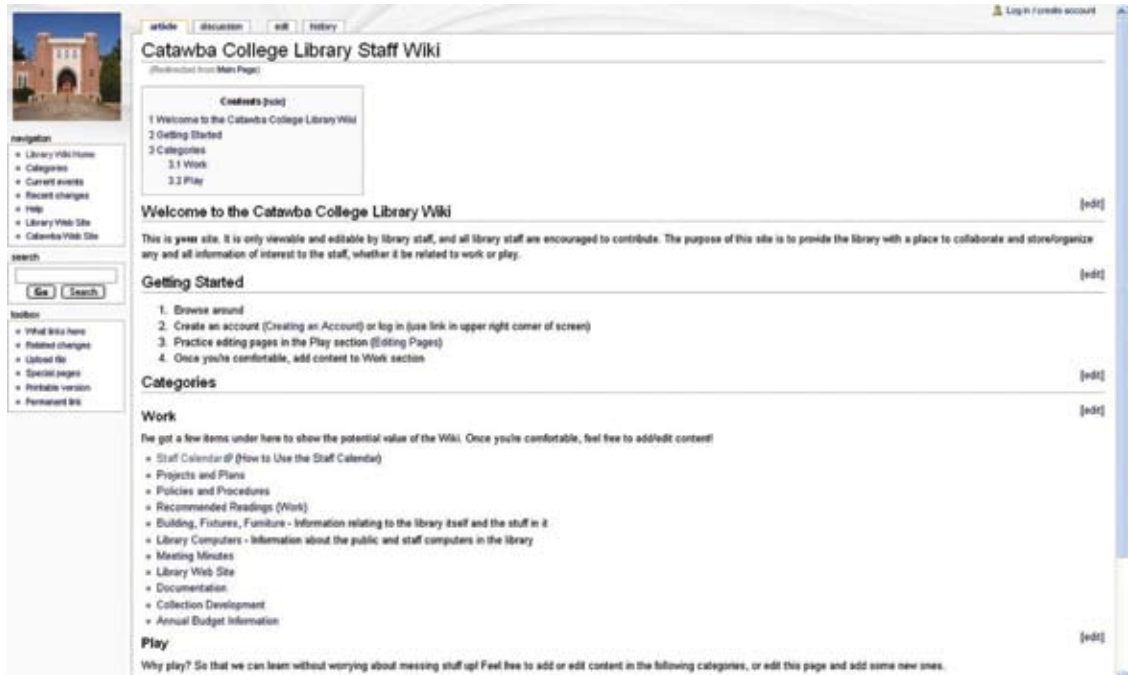 Log in / create account
article discussion edit history
Catawba College Library Staff Wiki
(Redirected from Main Page)
Contents [hide]
1 Welcome to the Catawba College Library Wiki
2 Getting Started
3 Categories
3.1 Work
3.2 Play
navigation
Library Wiki Home
Categories
Current events
Recent changes
Help
Library Web Site
Catawba Web Site
search
Go Search
toolbox
What links here
Related changes
Upload file
Special pages
Printable version
Permanent link
Welcome to the Catawba College Library Wiki [edit]
This is your site. It is only viewable and editable by library staff, and all library staff are encouraged to contribute. The purpose of this site is to provide the library with a place to collaborate and store/organize
any and all information of interest to the staff, whether it be related to work or play.
Getting Started [edit]
1. Browse around
2. Create an account (Creating an Account) or log in (use link in upper right corner of screen)
3. Practice editing pages in the Play section (Editing Pages)
4. Once you're comfortable, add content to Work section
Categories [edit]
Work [edit]
I've got a few items under here to show the potential value of the Wiki. Once you're comfortable, feel free to add/edit content!
Staff Calendar (How to Use the Staff Calendar)
Projects and Plans
Policies and Procedures
Recommended Readings (Work)
Building, Fixtures, Furniture - Information relating to the library itself and the stuff in it
Library Computers - Information about the public and staff computers in the library
Meeting Minutes
Library Web Site
Documentation
Collection Development
Annual Budget Information
Play [edit]
Why play? So that we can learn without worrying about messing stuff up! Feel free to add or edit content in the following categories, or edit this page and add some new ones.